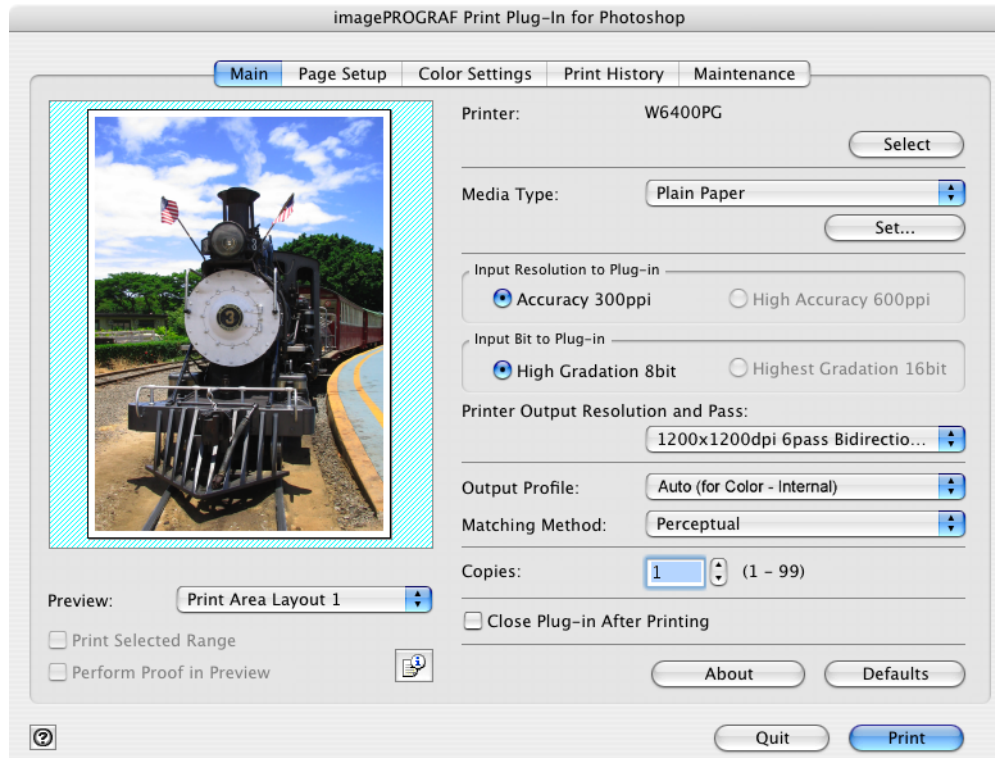 imagePROGRAF Print Plug-In for Photoshop
Main Page Setup Color Settings Print History Maintenance
3
3
Printer: W6400PG
Select
Media Type: Plain Paper
Set...
Input Resolution to Plug-in
Accuracy 300ppi High Accuracy 600ppi
Input Bit to Plug-in
High Gradation 8bit Highest Gradation 16bit
Printer Output Resolution and Pass:
1200x1200dpi 6pass Bidirectio...
Output Profile: Auto (for Color - Internal)
Matching Method: Perceptual
Copies: 1 (1 - 99)
Preview: Print Area Layout 1
Close Plug-in After Printing
Print Selected Range
Perform Proof in Preview
About Defaults
?
Quit Print